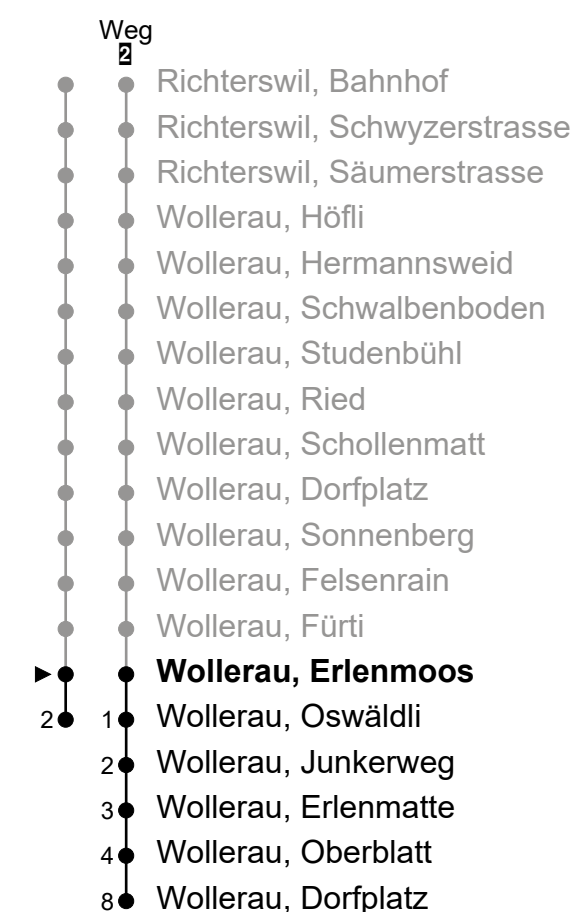 Weg
2
Richterswil, Bahnhof
Richterswil, Schwyzerstrasse
Richterswil, Säumerstrasse
Wollerau, Höfli
Wollerau, Hermannsweid
Wollerau, Schwalbenboden
Wollerau, Studenbühl
Wollerau, Ried
Wollerau, Schollenmatt
Wollerau, Dorfplatz
Wollerau, Sonnenberg
Wollerau, Felsenrain
Wollerau, Fürti
Wollerau, Erlenmoos
2 1 Wollerau, Oswäldli
2 Wollerau, Junkerweg
3 Wollerau, Erlenmatte
4 Wollerau, Oberblatt
8 Wollerau, Dorfplatz